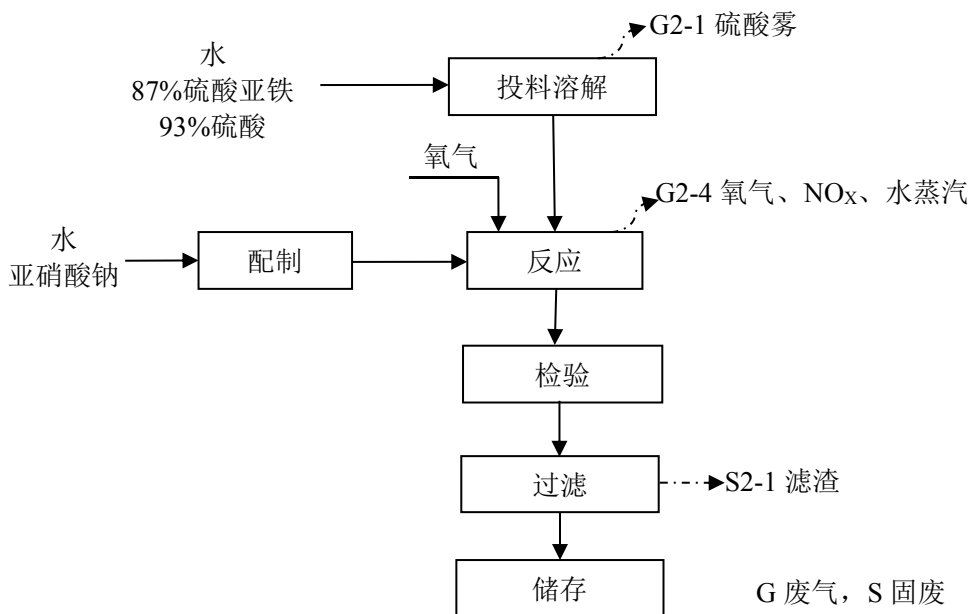 G2-1 硫酸雾
水
87%硫酸亚铁
93%硫酸
投料溶解
氧气
G2-4 氧气、NOX、水蒸汽
水
亚硝酸钠
配制
反应
检验
过滤
S2-1 滤渣
储存
G 废气，S 固废